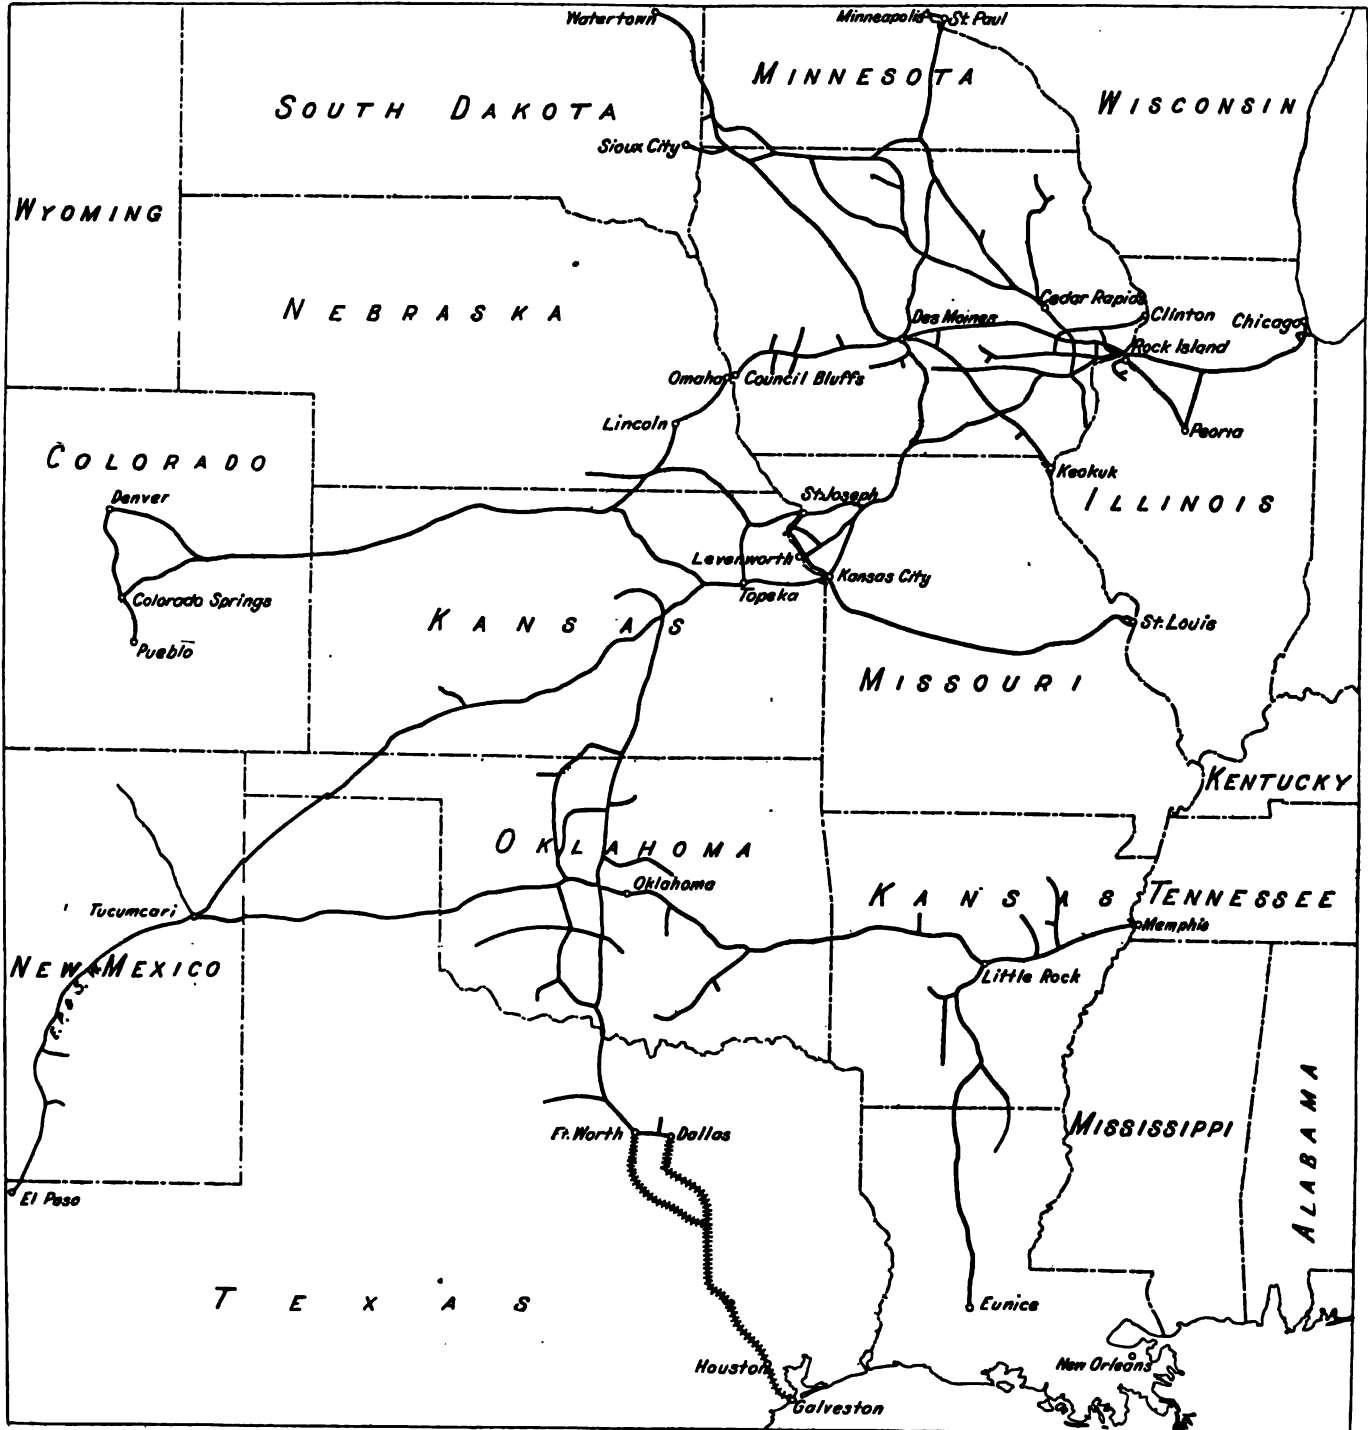 Watertown
Minneapolis
St. Paul
MINNESOTA
WISCONSIN
SOUTH DAKOTA
Sioux City
WYOMING
NEBRASKA
Cedar Rapids
Des Moines
Clinton
Chicago
Rock Island
Omaha
Council Bluffs
Lincoln
Peoria
COLORADO
Keokuk
Denver
St. Joseph
ILLINOIS
Levenworth
Kansas City
Topeka
Colorado Springs
KANSAS
St. Louis
Pueblo
MISSOURI
KENTUCKY
OKLAHOMA
Oklahoma
KANSAS
TENNESSEE
Tucumcari
Memphis
NEW MEXICO
Little Rock
E.P. & S.
ALABAMA
MISSISSIPPI
Ft. Worth
Dallas
El Paso
TEXAS
Eunice
Houston
New Orleans
Galveston